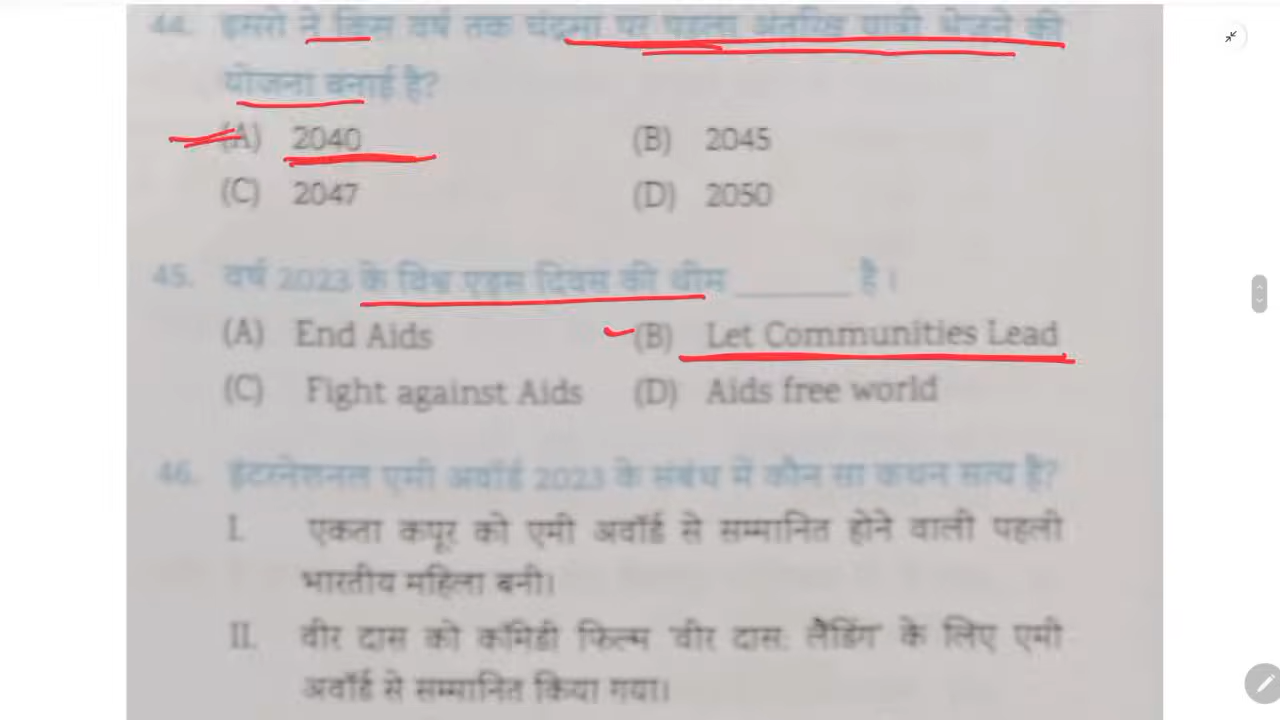 44. इसरो ने किस वर्ष तक चंद्रमा पर पहला अंतरिक्ष यात्री भेजने की
योजना बनाई है?
(A) 2040 (B) 2045
(C) 2047 (D) 2050
45. वर्ष 2023 के विश्व एड्स दिवस की थीम ______ है।
(A) End Aids (B) Let Communities Lead
(C) Fight against Aids (D) Aids free world
46. इंटरनेशनल एमी अवॉर्ड 2023 के संबंध में कौन सा कथन सत्य है?
I. एकता कपूर को एमी अवॉर्ड से सम्मानित होने वाली पहली
भारतीय महिला बनी।
II. वीर दास को कॉमेडी फिल्म 'वीर दास: लैंडिंग' के लिए एमी
अवॉर्ड से सम्मानित किया गया।